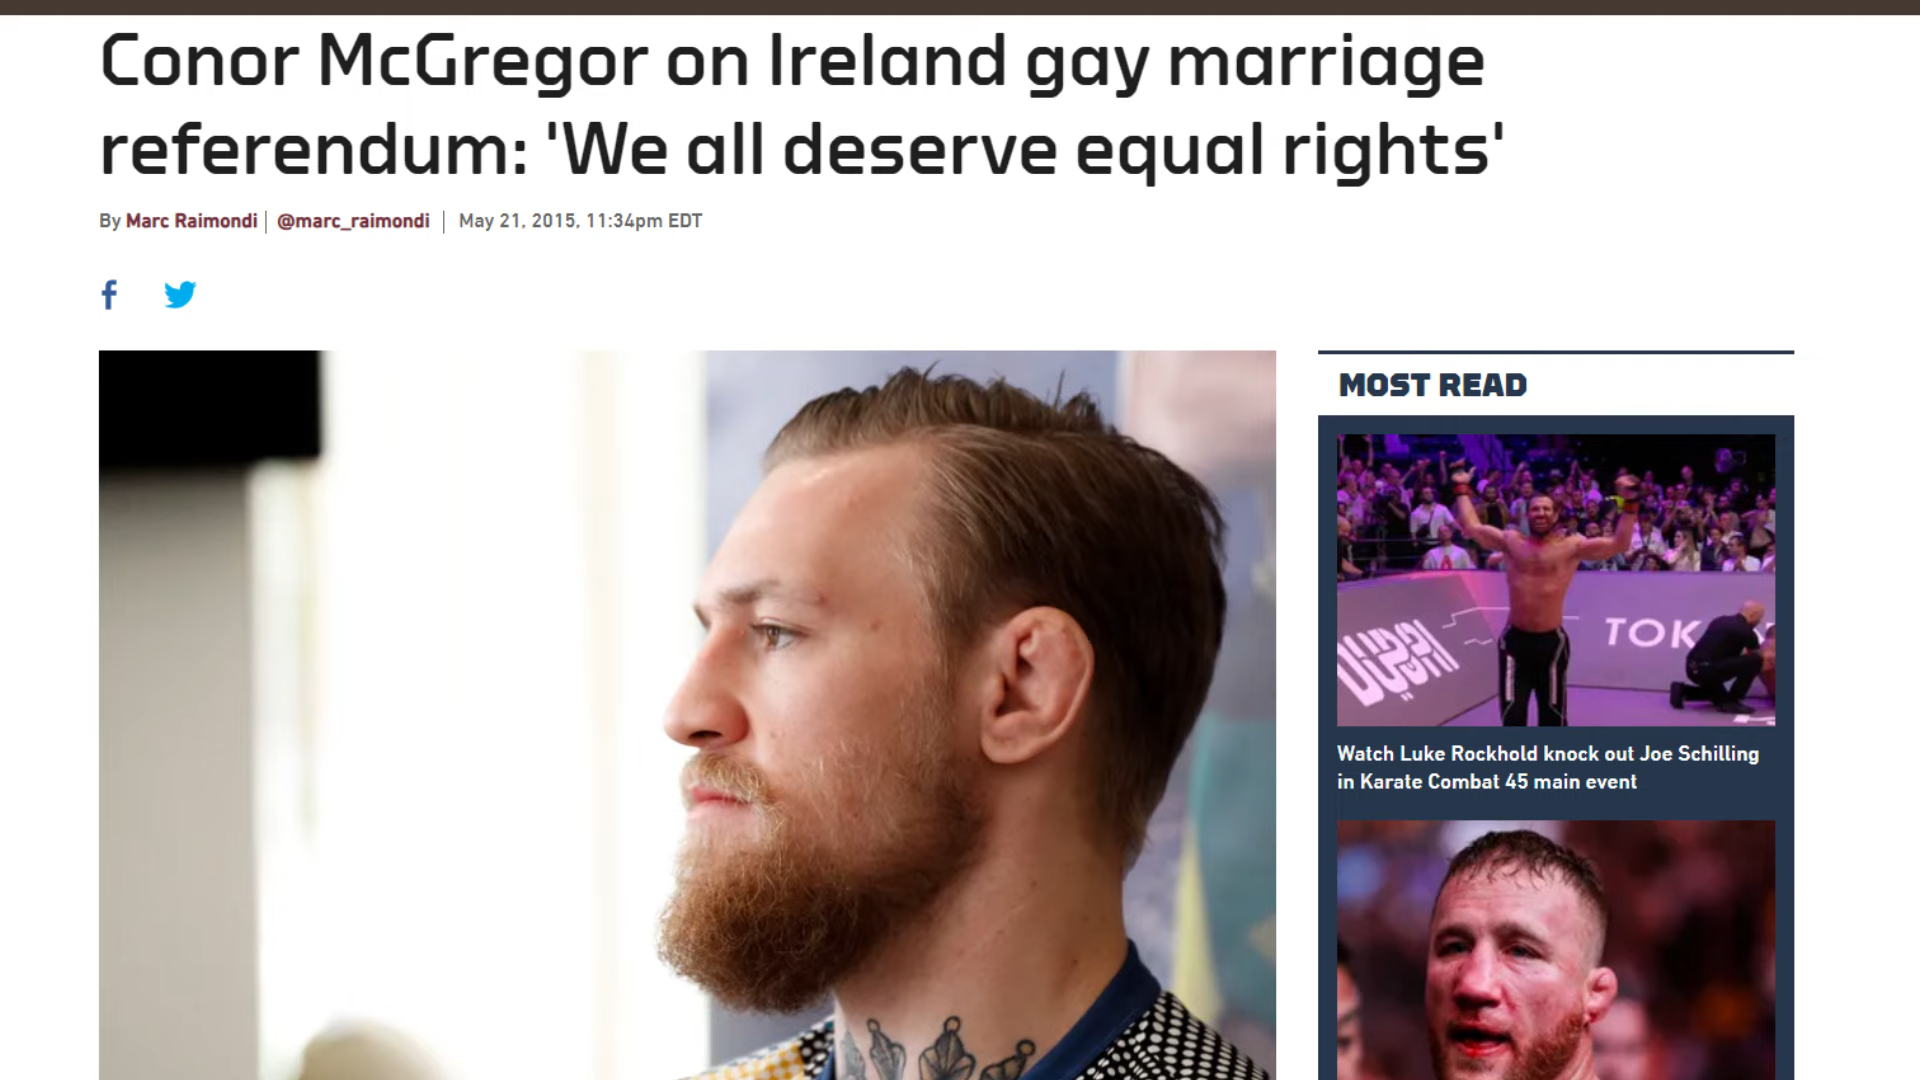 Conor McGregor on Ireland gay marriage
referendum: 'We all deserve equal rights'
By Marc Raimondi | @marc_raimondi | May 21, 2015, 11:34pm EDT
MOST READ
Watch Luke Rockhold knock out Joe Schilling
in Karate Combat 45 main event